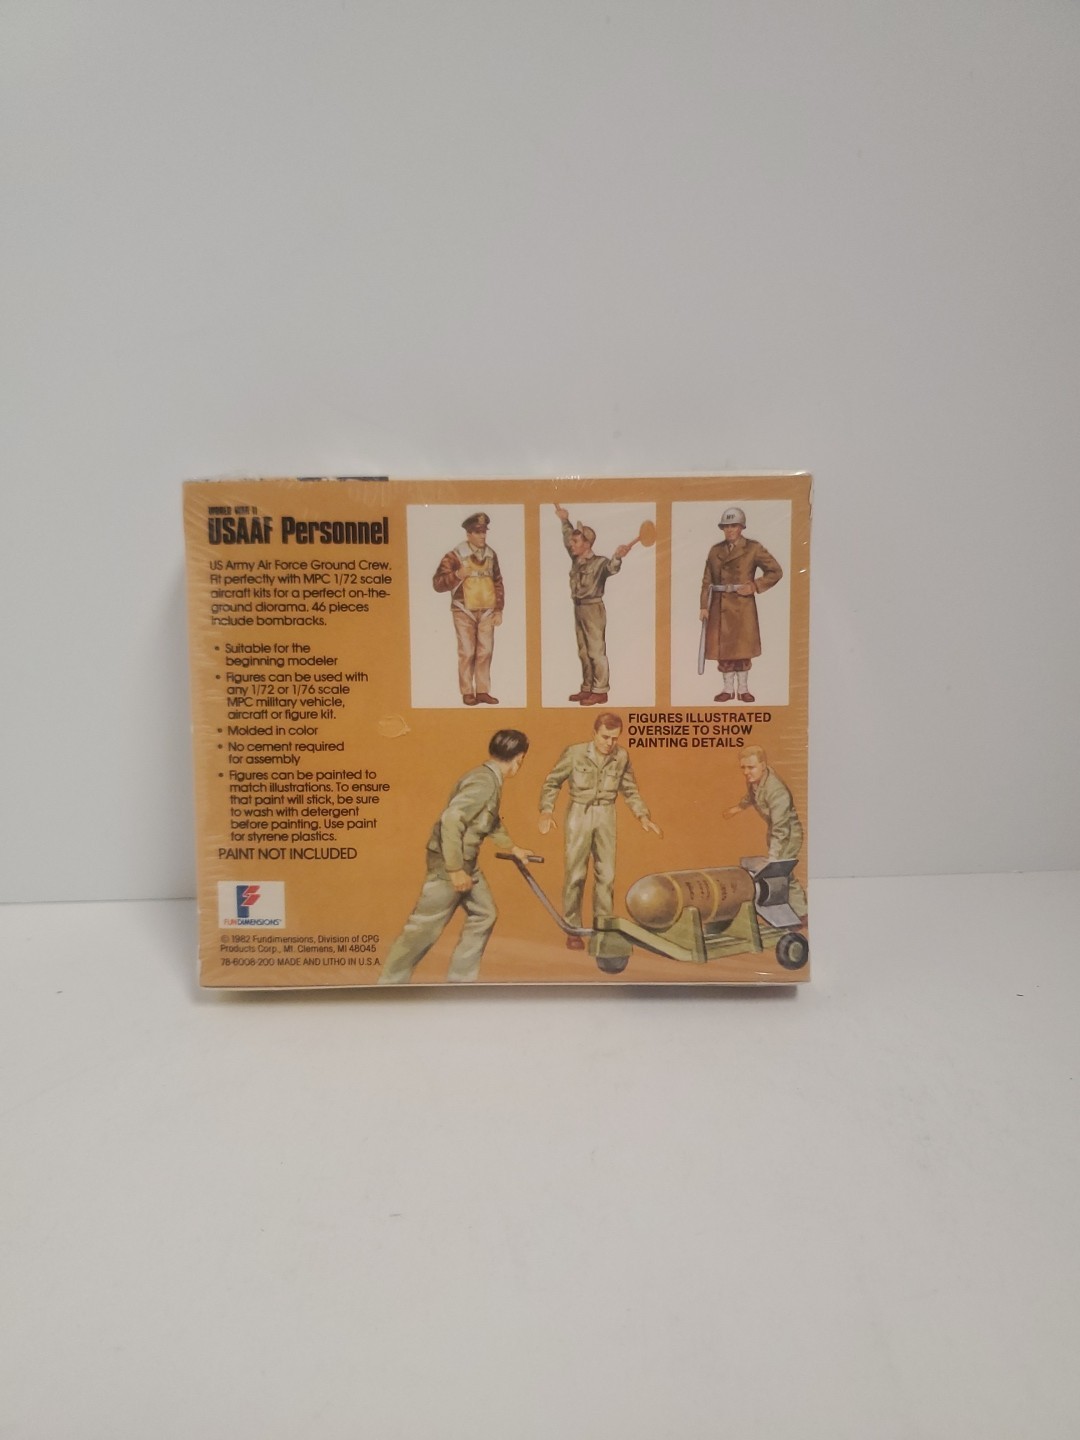 WORLD WAR II
USAAF Personnel
US Army Air Force Ground Crew.
Fit perfectly with MPC 1/72 scale
aircraft kits for a perfect on-the-
ground diorama. 46 pieces
include bombracks.
• Suitable for the
beginning modeler
• Figures can be used with
any 1/72 or 1/76 scale
MPC military vehicle,
aircraft or figure kit.
• Molded in color
• No cement required
for assembly
• Figures can be painted to
match illustrations. To ensure
that paint will stick, be sure
to wash with detergent
before painting. Use paint
for styrene plastics.
PAINT NOT INCLUDED
FUNDIMENSIONS™
© 1982 Fundimensions, Division of CPG
Products Corp., Mt. Clemens, MI 48045
78-6008-200 MADE AND LITHO IN U.S.A.
MP
FIGURES ILLUSTRATED
OVERSIZE TO SHOW
PAINTING DETAILS